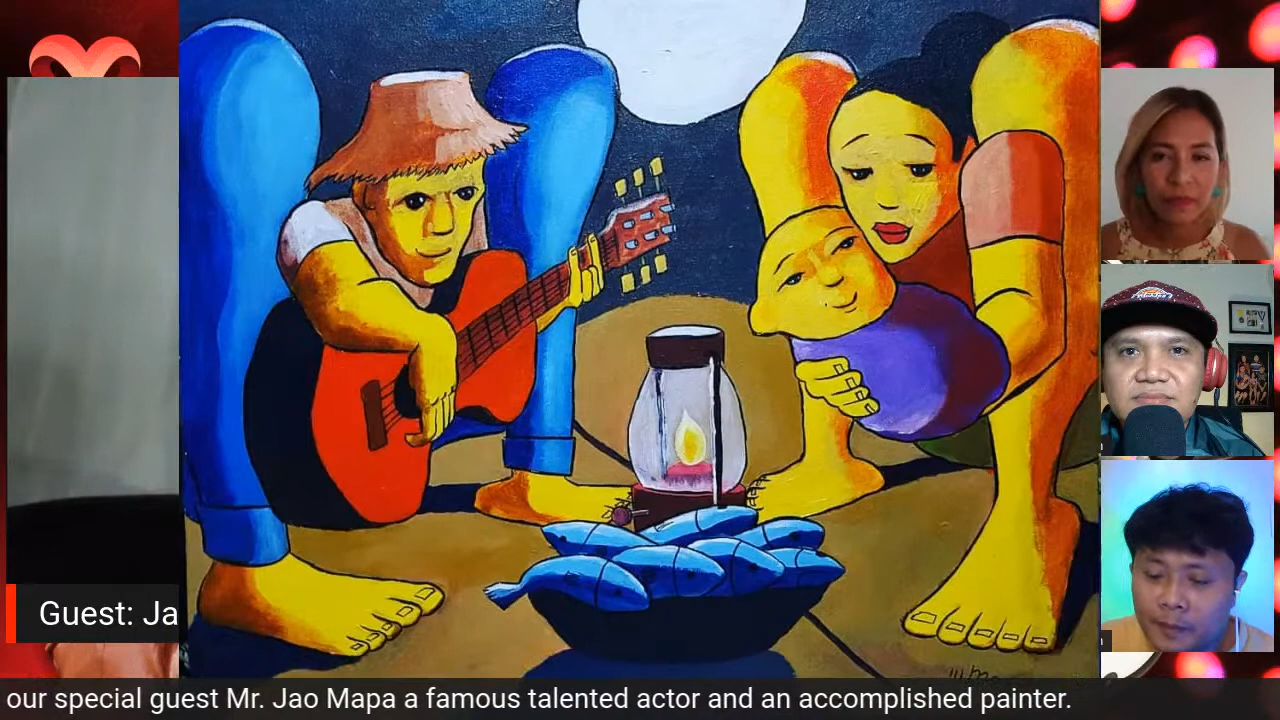 Guest: Ja
our special guest Mr. Jao Mapa a famous talented actor and an accomplished painter.